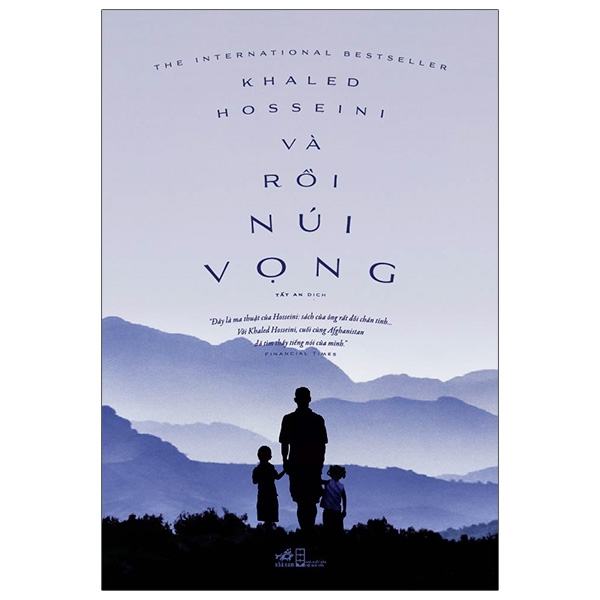 THE INTERNATIONAL BESTSELLER
KHALED
HOSSEINI
VÀ
RỒI
NÚI
VỌNG
TẤT AN DỊCH
"Đây là ma thuật của Hosseini: sách của ông rất đỗi chân tình...
Với Khaled Hosseini, cuối cùng Afghanistan
đã tìm thấy tiếng nói của mình."
FINANCIAL TIMES
NHÃ NAM